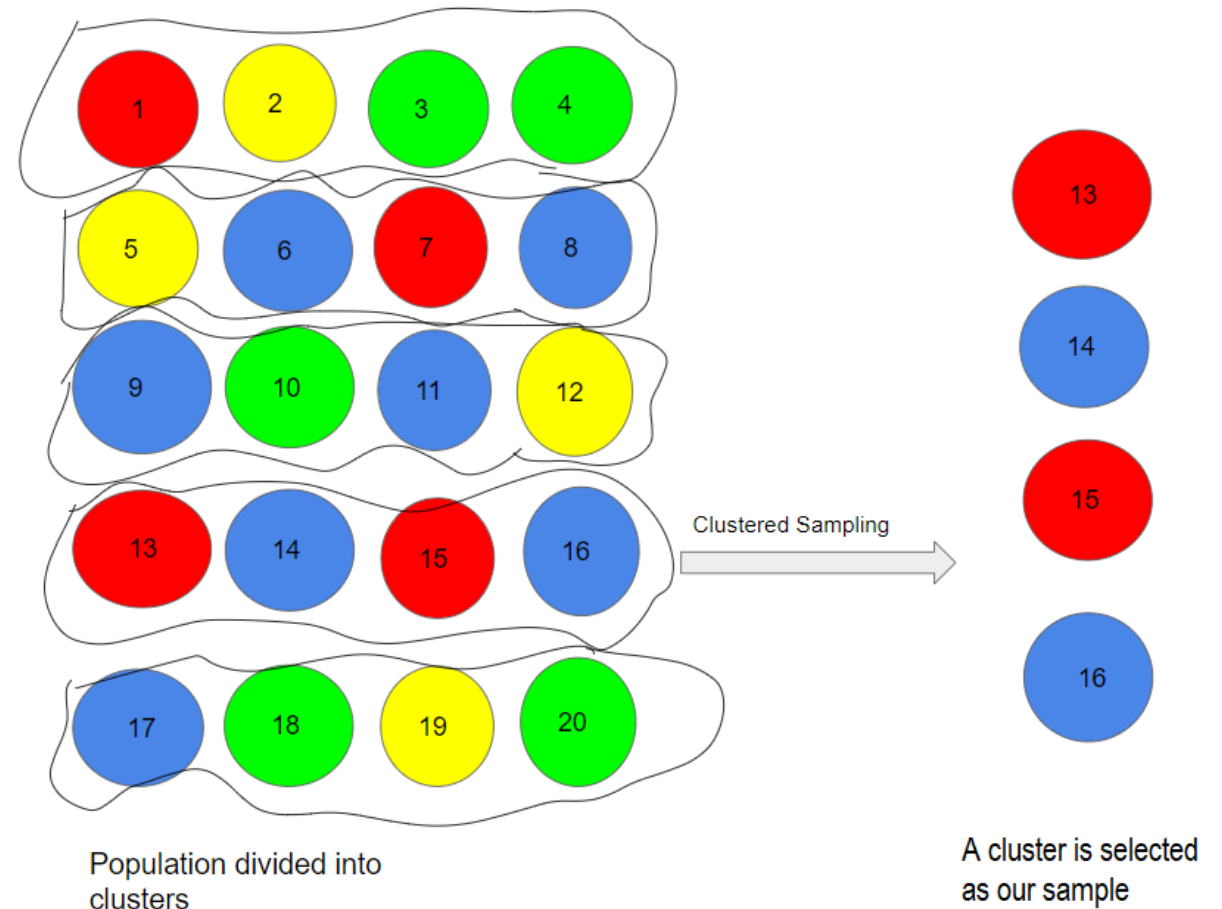 1 2 3 4
5 6 7 8
9 10 11 12
13 14 15 16
17 18 19 20
Population divided into
clusters
Clustered Sampling
13
14
15
16
A cluster is selected
as our sample